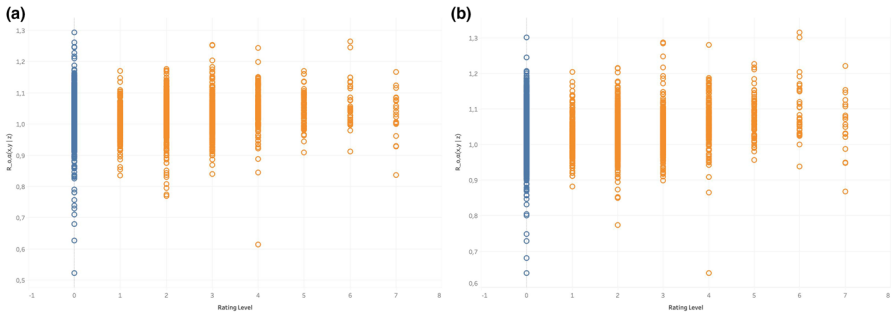 (a)
1,3
1,2
1,1
1,0
0,9
0,8
0,7
0,6
0,5
R_o,α(x,y | z)
-1 0 1 2 3 4 5 6 7 8
Rating Level
(b)
1,3
1,2
1,1
1,0
0,9
0,8
0,7
0,6
R_o,α(x,y | z)
-1 0 1 2 3 4 5 6 7 8
Rating Level